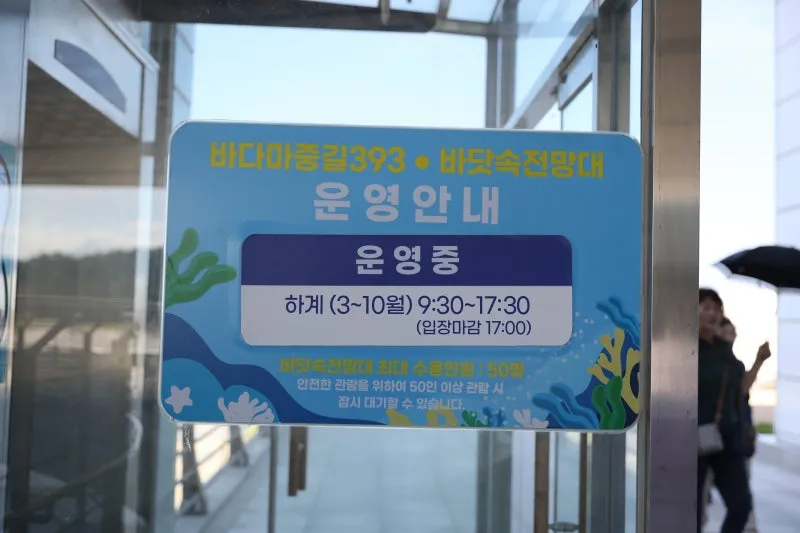 바다마중길393 • 바닷속전망대
운영안내
운영중
하계 (3~10월) 9:30~17:30
(입장마감 17:00)
바닷속전망대 최대 수용인원 : 50명
안전한 관람을 위하여 50인 이상 관람 시
잠시 대기할 수 있습니다.